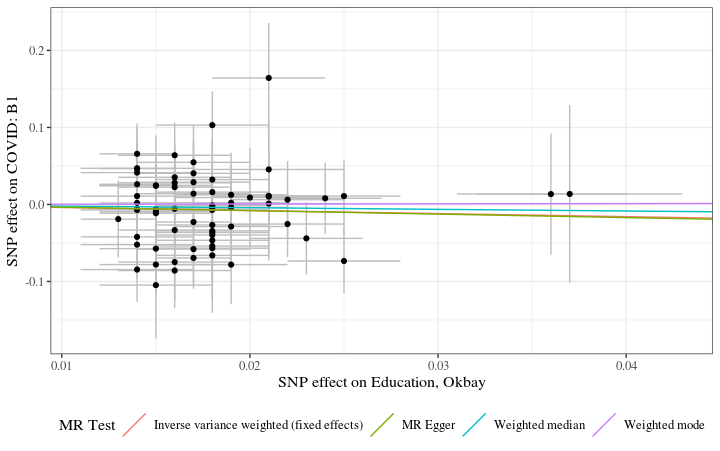 SNP effect on COVID: B1
0.2
0.1
0.0
-0.1
0.01
0.02
0.03
0.04
SNP effect on Education, Okbay
MR Test
Inverse variance weighted (fixed effects)
MR Egger
Weighted median
Weighted mode